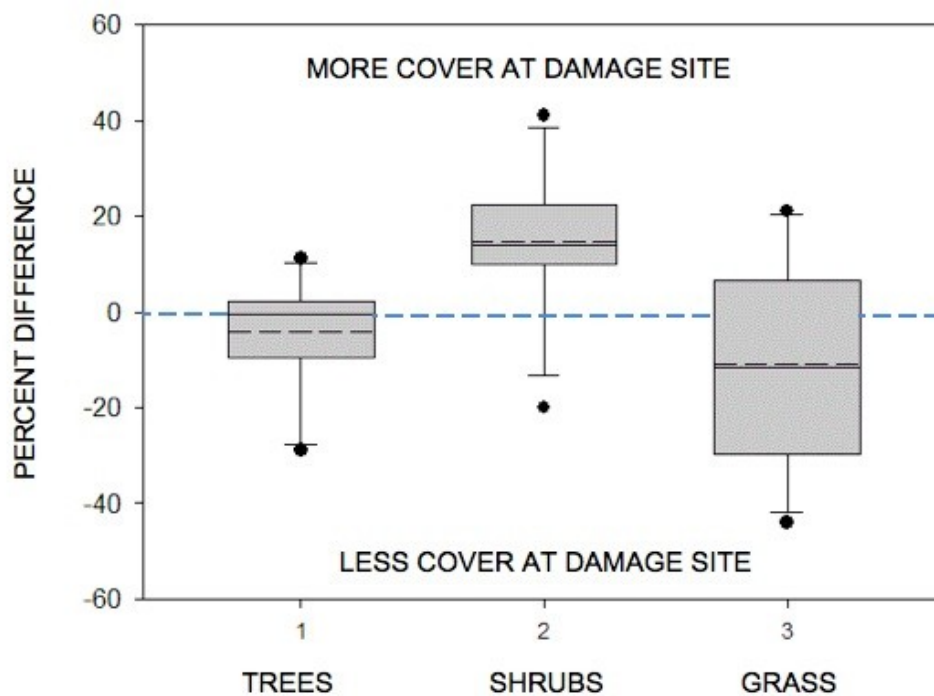 60
MORE COVER AT DAMAGE SITE
40
20
0
-20
-40
LESS COVER AT DAMAGE SITE
-60
PERCENT DIFFERENCE
1 2 3
TREES SHRUBS GRASS